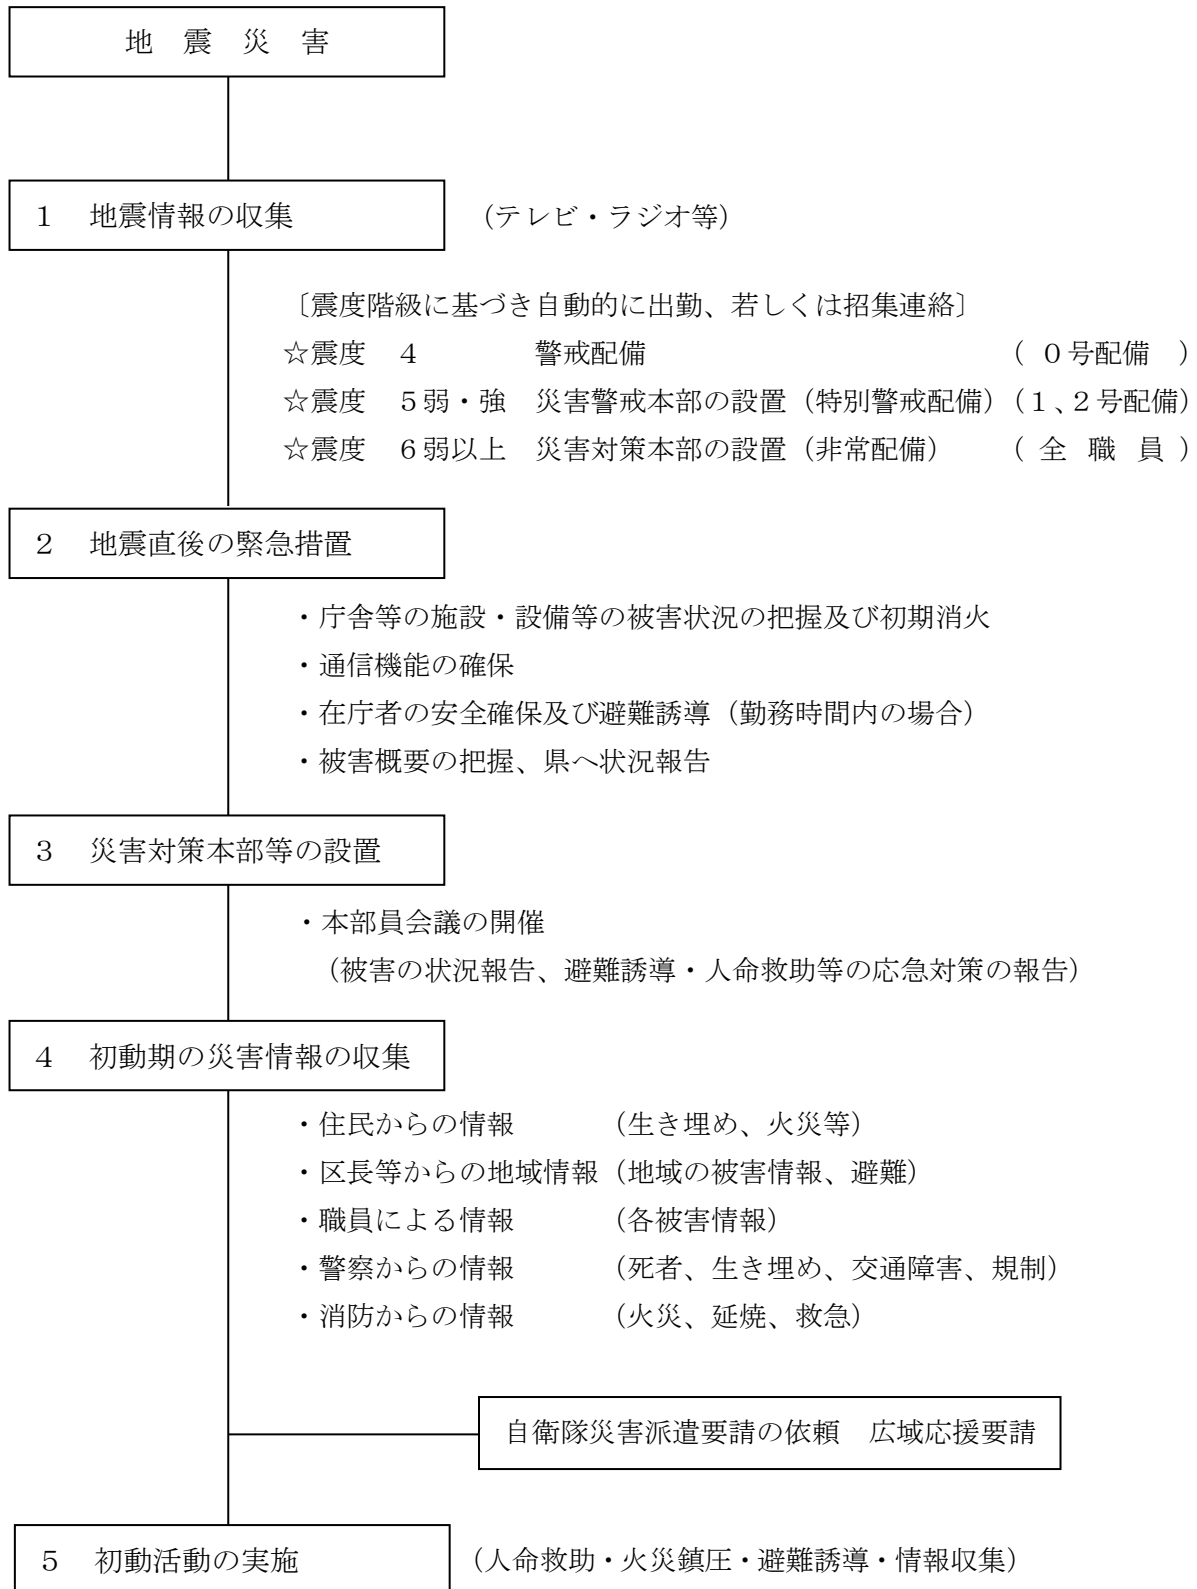 地　震　災　害
１　地震情報の収集　（テレビ・ラジオ等）
〔震度階級に基づき自動的に出勤、若しくは招集連絡〕
☆震度　４　警戒配備　（ ０号配備　）
☆震度　５弱・強　災害警戒本部の設置（特別警戒配備）（１、２号配備）
☆震度　６弱以上　災害対策本部の設置（非常配備）　（ 全　職　員 ）
２　地震直後の緊急措置
・庁舎等の施設・設備等の被害状況の把握及び初期消火
・通信機能の確保
・在庁者の安全確保及び避難誘導（勤務時間内の場合）
・被害概要の把握、県へ状況報告
３　災害対策本部等の設置
・本部員会議の開催
（被害の状況報告、避難誘導・人命救助等の応急対策の報告）
４　初動期の災害情報の収集
・住民からの情報　（生き埋め、火災等）
・区長等からの地域情報（地域の被害情報、避難）
・職員による情報　（各被害情報）
・警察からの情報　（死者、生き埋め、交通障害、規制）
・消防からの情報　（火災、延焼、救急）
自衛隊災害派遣要請の依頼　広域応援要請
５　初動活動の実施　（人命救助・火災鎮圧・避難誘導・情報収集）